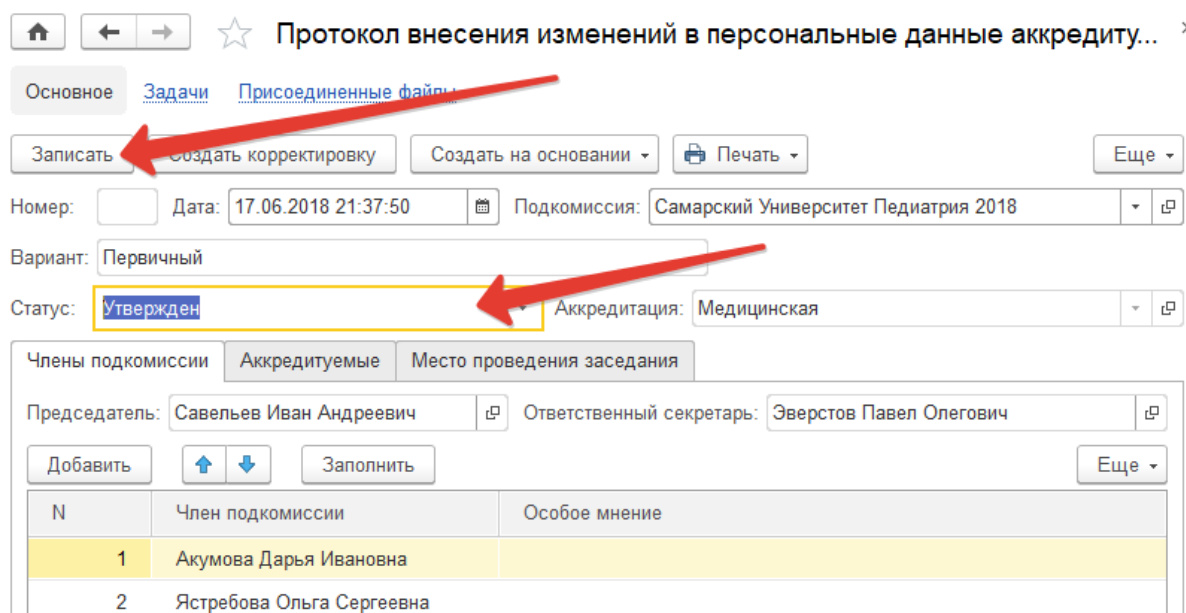 Протокол внесения изменений в персональные данные аккредиту...
Основное Задачи Присоединенные файлы
Записать Создать корректировку Создать на основании Печать Еще
Номер: Дата: 17.06.2018 21:37:50 Подкомиссия: Самарский Университет Педиатрия 2018
Вариант: Первичный
Статус: Утвержден Аккредитация: Медицинская
Члены подкомиссии Аккредитуемые Место проведения заседания
Председатель: Савельев Иван Андреевич Ответственный секретарь: Эверстов Павел Олегович
Добавить Заполнить Еще
N Член подкомиссии Особое мнение
1 Акумова Дарья Ивановна
2 Ястребова Ольга Сергеевна